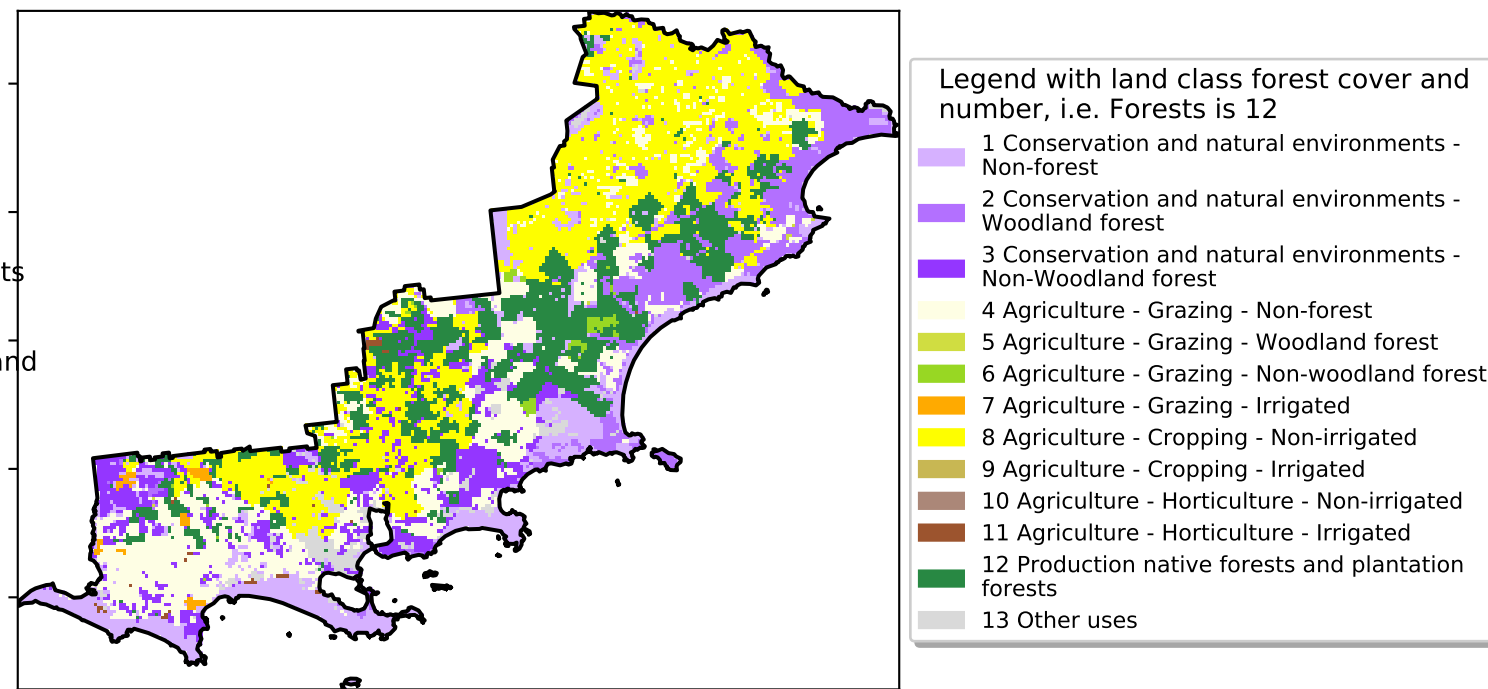 ts
and
Legend with land class forest cover and
number, i.e. Forests is 12
1 Conservation and natural environments -
Non-forest
2 Conservation and natural environments -
Woodland forest
3 Conservation and natural environments -
Non-Woodland forest
4 Agriculture - Grazing - Non-forest
5 Agriculture - Grazing - Woodland forest
6 Agriculture - Grazing - Non-woodland forest
7 Agriculture - Grazing - Irrigated
8 Agriculture - Cropping - Non-irrigated
9 Agriculture - Cropping - Irrigated
10 Agriculture - Horticulture - Non-irrigated
11 Agriculture - Horticulture - Irrigated
12 Production native forests and plantation
forests
13 Other uses